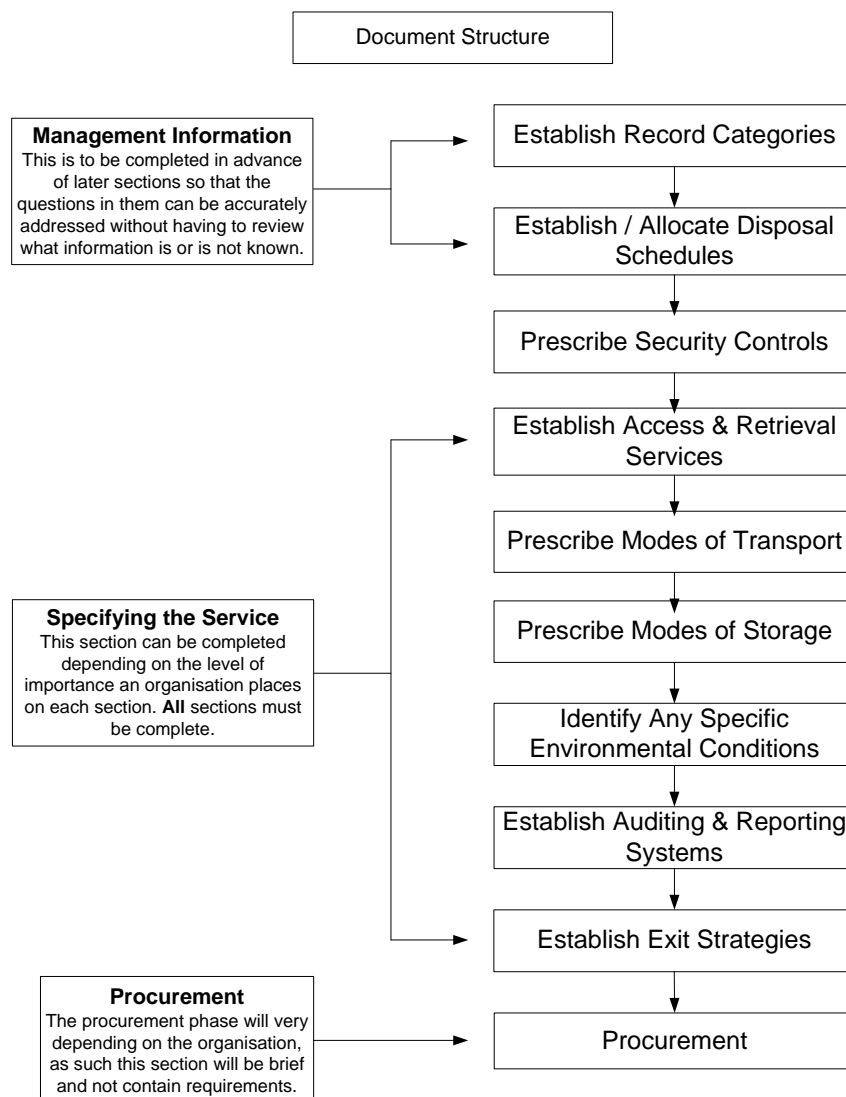 Document Structure
Management Information
This is to be completed in advance
of later sections so that the
questions in them can be accurately
addressed without having to review
what information is or is not known.
Establish Record Categories
Establish / Allocate Disposal
Schedules
Prescribe Security Controls
Establish Access & Retrieval
Services
Prescribe Modes of Transport
Specifying the Service
This section can be completed
depending on the level of
importance an organisation places
on each section. All sections must
be complete.
Prescribe Modes of Storage
Identify Any Specific
Environmental Conditions
Establish Auditing & Reporting
Systems
Establish Exit Strategies
Procurement
The procurement phase will very
depending on the organisation,
as such this section will be brief
and not contain requirements.
Procurement